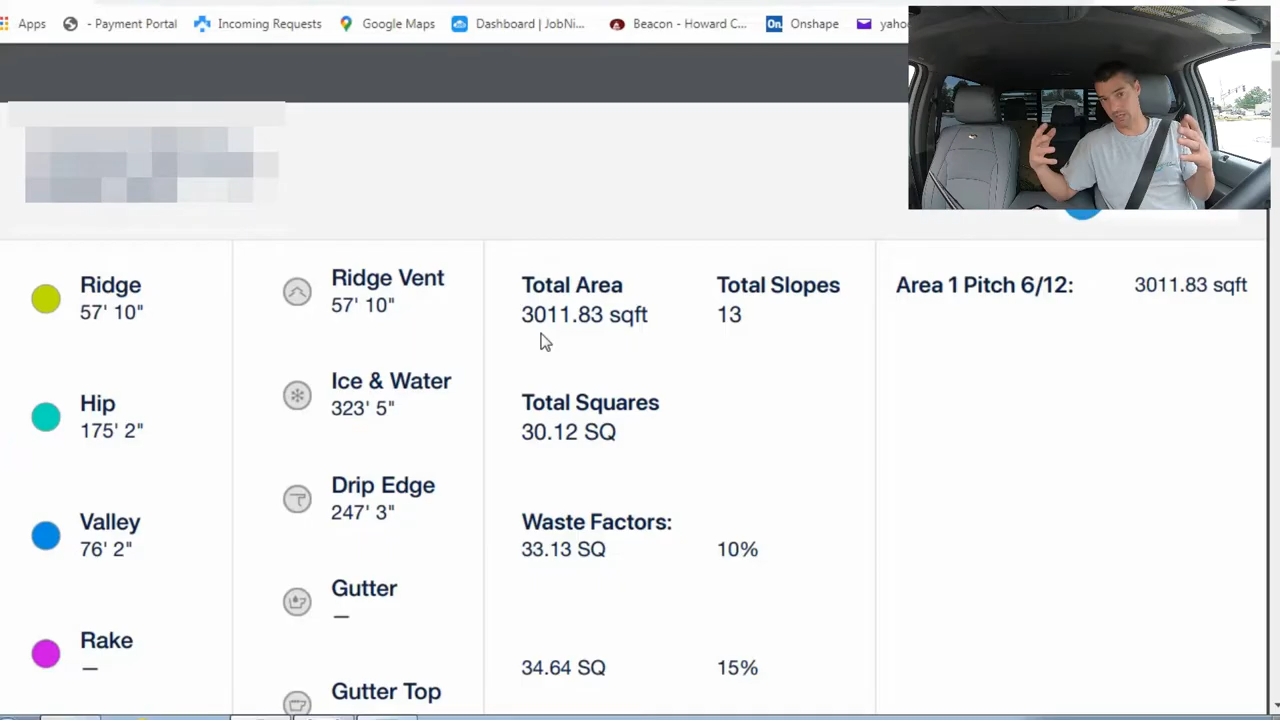 Apps
- Payment Portal
Incoming Requests
Google Maps
Dashboard | JobNi...
Beacon - Howard C...
On Onshape
yahoo
Ridge
57' 10"
Hip
175' 2"
Valley
76' 2"
Rake
—
Ridge Vent
57' 10"
Ice & Water
323' 5"
Drip Edge
247' 3"
Gutter
—
Gutter Top
Total Area
3011.83 sqft
Total Slopes
13
Total Squares
30.12 SQ
Waste Factors:
33.13 SQ 10%
34.64 SQ 15%
Area 1 Pitch 6/12: 3011.83 sqft